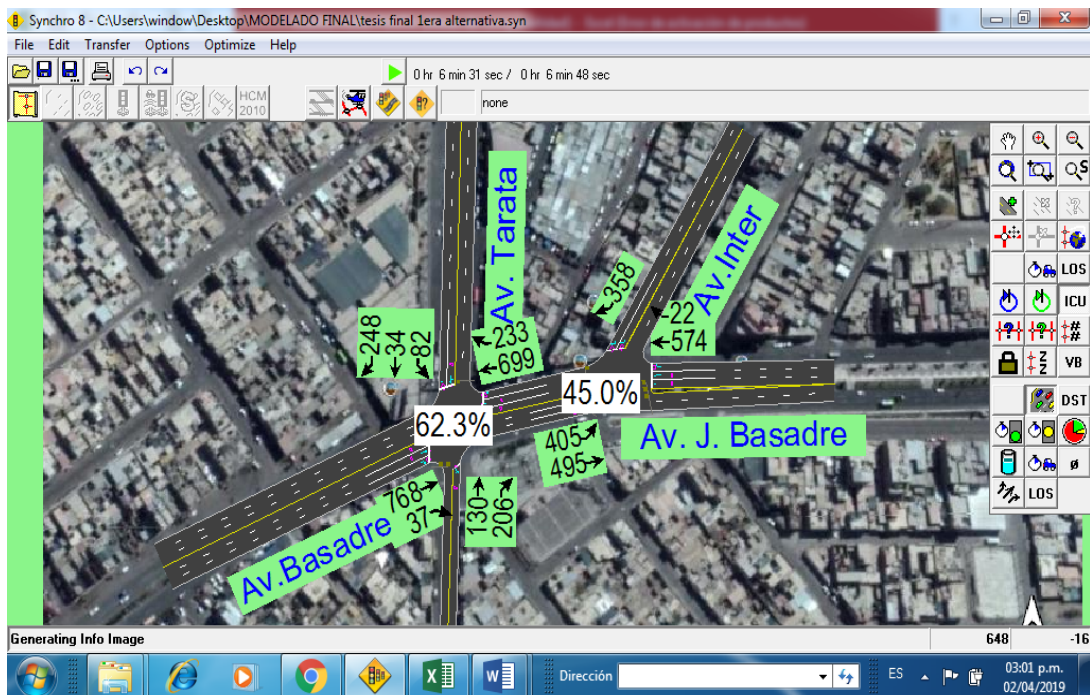 Synchro 8 - C:\Users\window\Desktop\MODELADO FINAL\tesis final 1era alternativa.syn
File Edit Transfer Options Optimize Help
0 hr 6 min 31 sec / 0 hr 6 min 48 sec
HCM
2010
none
Av. Tarata
Av.Inter
358
22
574
248
34
82
233
699
45.0%
62.3%
405
495
Av. J. Basadre
768
37
130
206
Av.Basadre
S
LOS
ICU
#
#
Z
Z
VB
DST
ø
LOS
Generating Info Image
648
-16
Dirección
ES
03:01 p.m.
02/04/2019